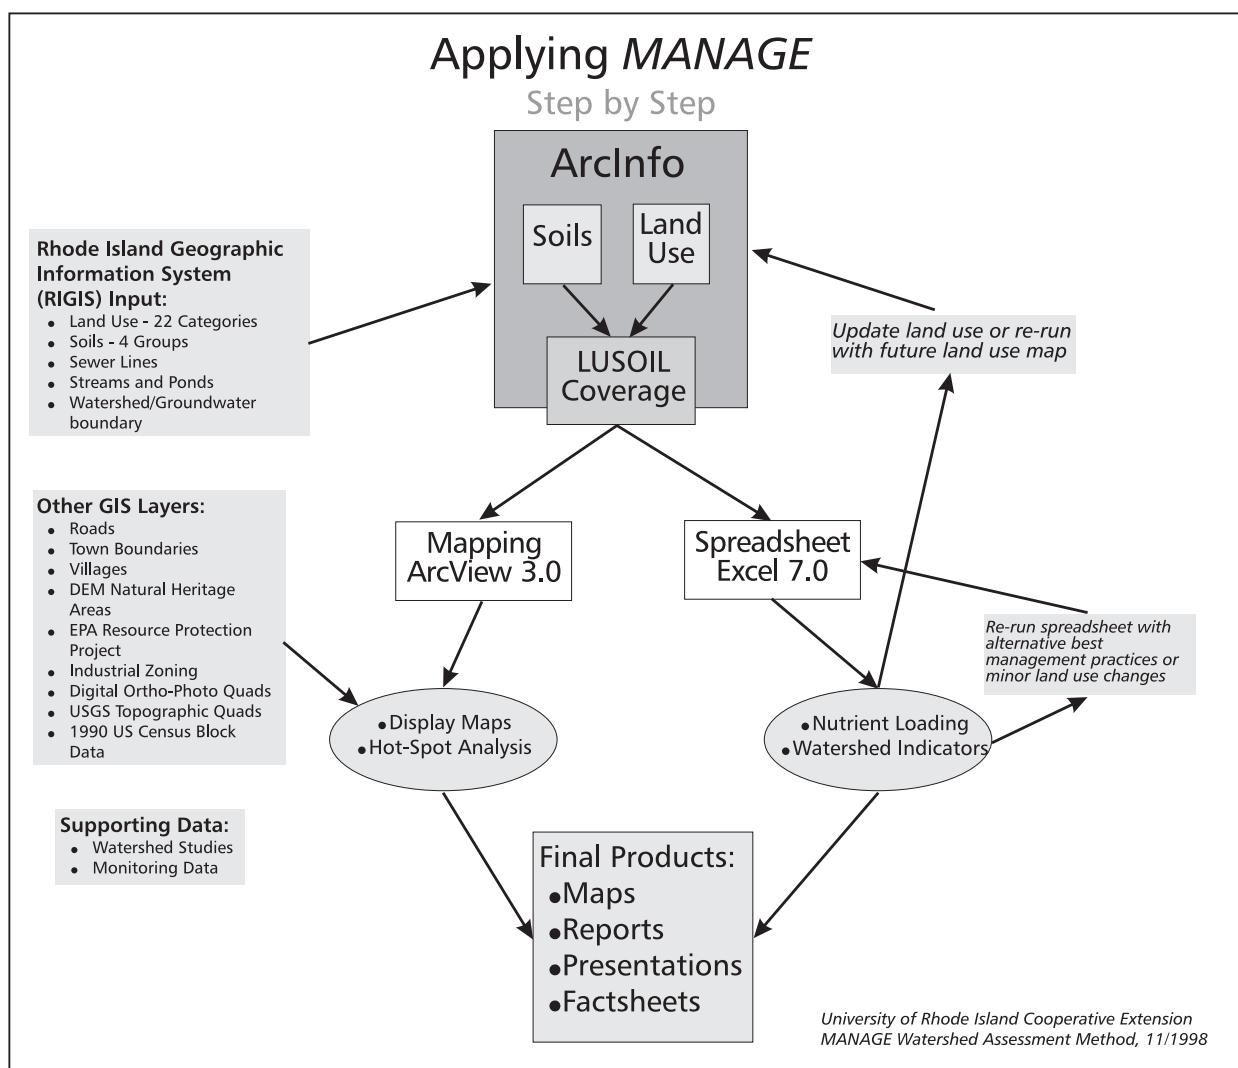 Applying MANAGE
Step by Step
ArcInfo
Soils
Land
Use
LUSOIL
Coverage
Rhode Island Geographic
Information System
(RIGIS) Input:
• Land Use - 22 Categories
• Soils - 4 Groups
• Sewer Lines
• Streams and Ponds
• Watershed/Groundwater
boundary
Update land use or re-run
with future land use map
Other GIS Layers:
• Roads
• Town Boundaries
• Villages
• DEM Natural Heritage
Areas
• EPA Resource Protection
Project
• Industrial Zoning
• Digital Ortho-Photo Quads
• USGS Topographic Quads
• 1990 US Census Block
Data
Mapping
ArcView 3.0
Spreadsheet
Excel 7.0
Re-run spreadsheet with
alternative best
management practices or
minor land use changes
• Display Maps
• Hot-Spot Analysis
• Nutrient Loading
• Watershed Indicators
Supporting Data:
• Watershed Studies
• Monitoring Data
Final Products:
• Maps
• Reports
• Presentations
• Factsheets
University of Rhode Island Cooperative Extension
MANAGE Watershed Assessment Method, 11/1998